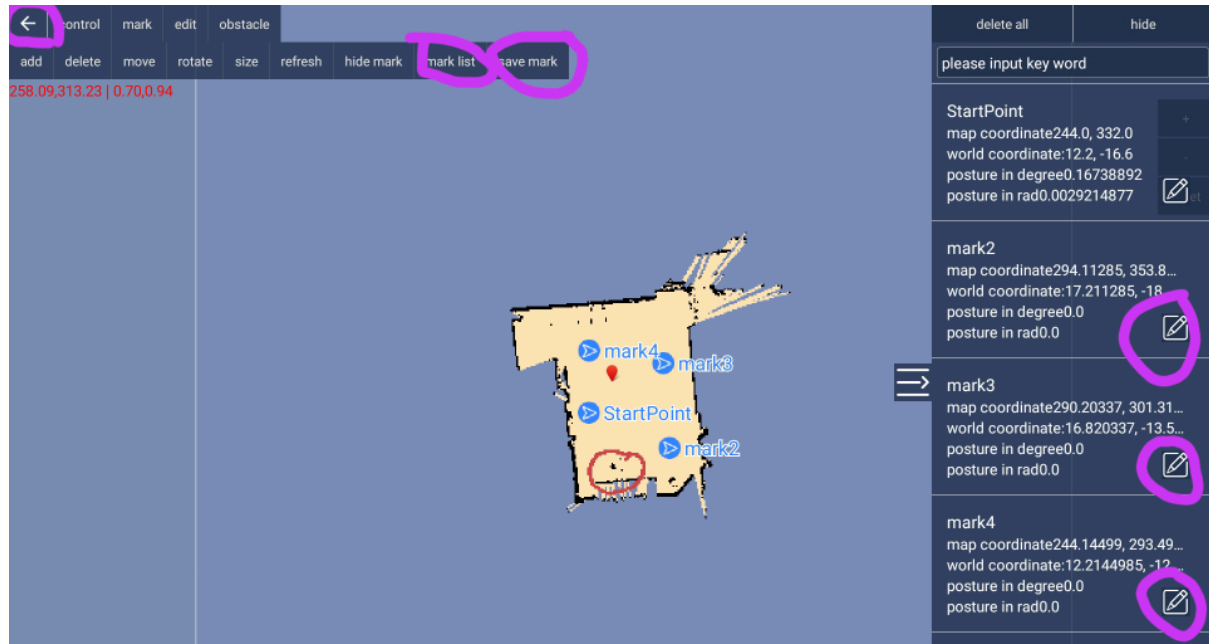 control mark edit obstacle
add delete move rotate size refresh hide mark mark list save mark
258.09,313.23 | 0.70,0.94
mark4
mark3
StartPoint
mark2
delete all hide
please input key word
StartPoint
map coordinate244.0, 332.0
world coordinate:12.2, -16.6
posture in degree0.16738892
posture in rad0.0029214877
+
-
et
mark2
map coordinate294.11285, 353.8...
world coordinate:17.211285, -18...
posture in degree0.0
posture in rad0.0
mark3
map coordinate290.20337, 301.31...
world coordinate:16.820337, -13.5...
posture in degree0.0
posture in rad0.0
mark4
map coordinate244.14499, 293.49...
world coordinate:12.2144985, -12...
posture in degree0.0
posture in rad0.0